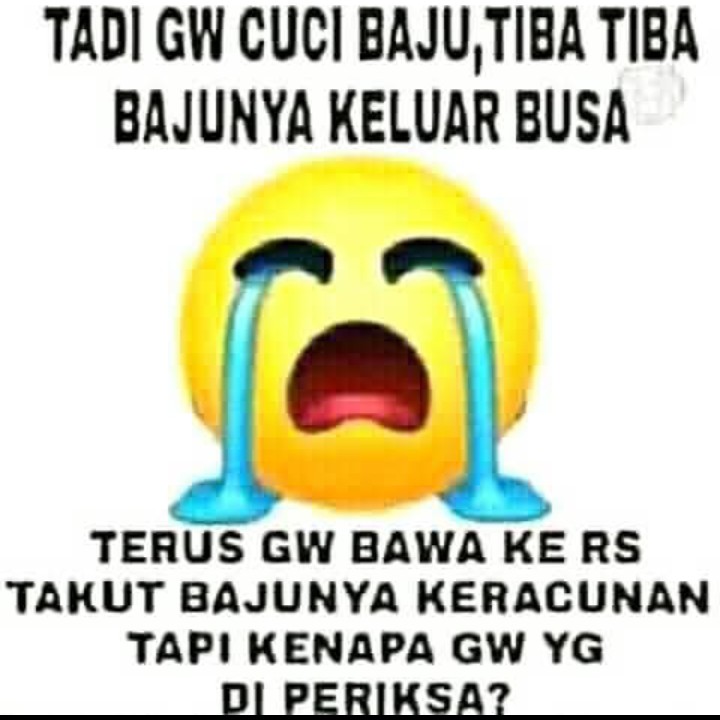 TADI GW CUCI BAJU,TIBA TIBA
BAJUNYA KELUAR BUSA
TERUS GW BAWA KE RS
TAKUT BAJUNYA KERACUNAN
TAPI KENAPA GW YG
DI PERIKSA?